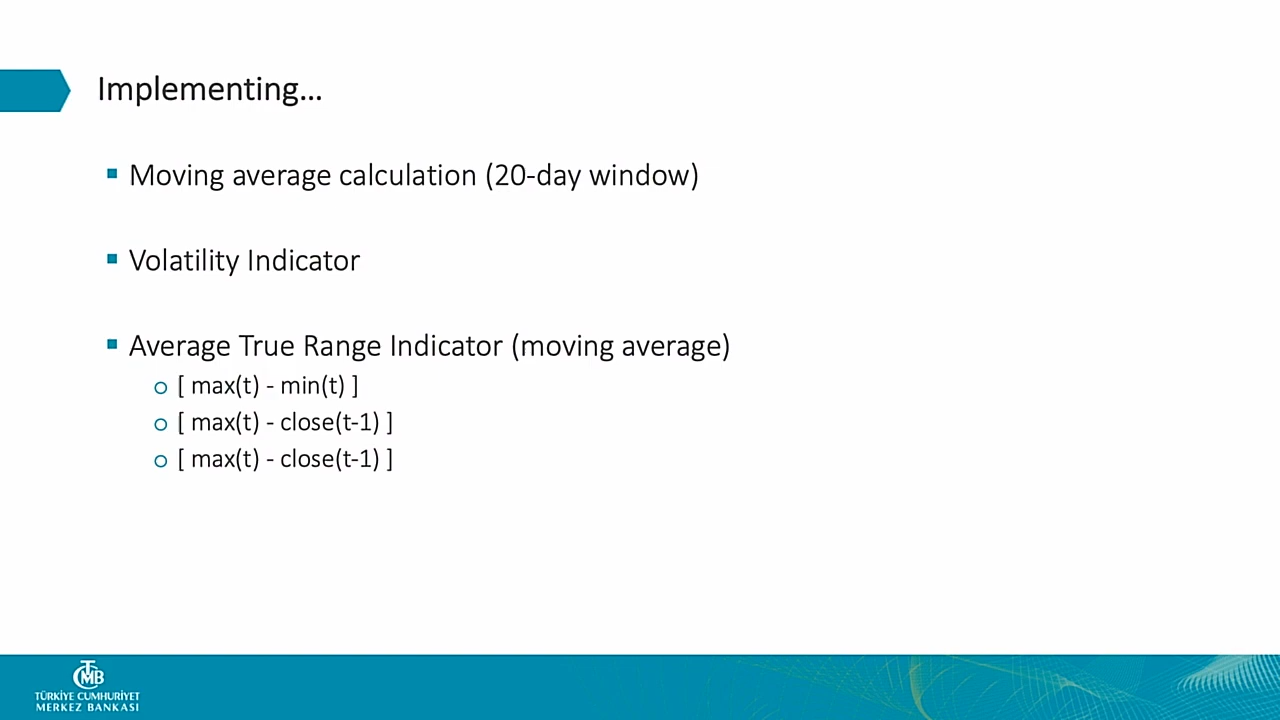 Implementing...
▪ Moving average calculation (20-day window)
▪ Volatility Indicator
▪ Average True Range Indicator (moving average)
o [ max(t) - min(t) ]
o [ max(t) - close(t-1) ]
o [ max(t) - close(t-1) ]
TCMB
TÜRKİYE CUMHURİYET
MERKEZ BANKASI